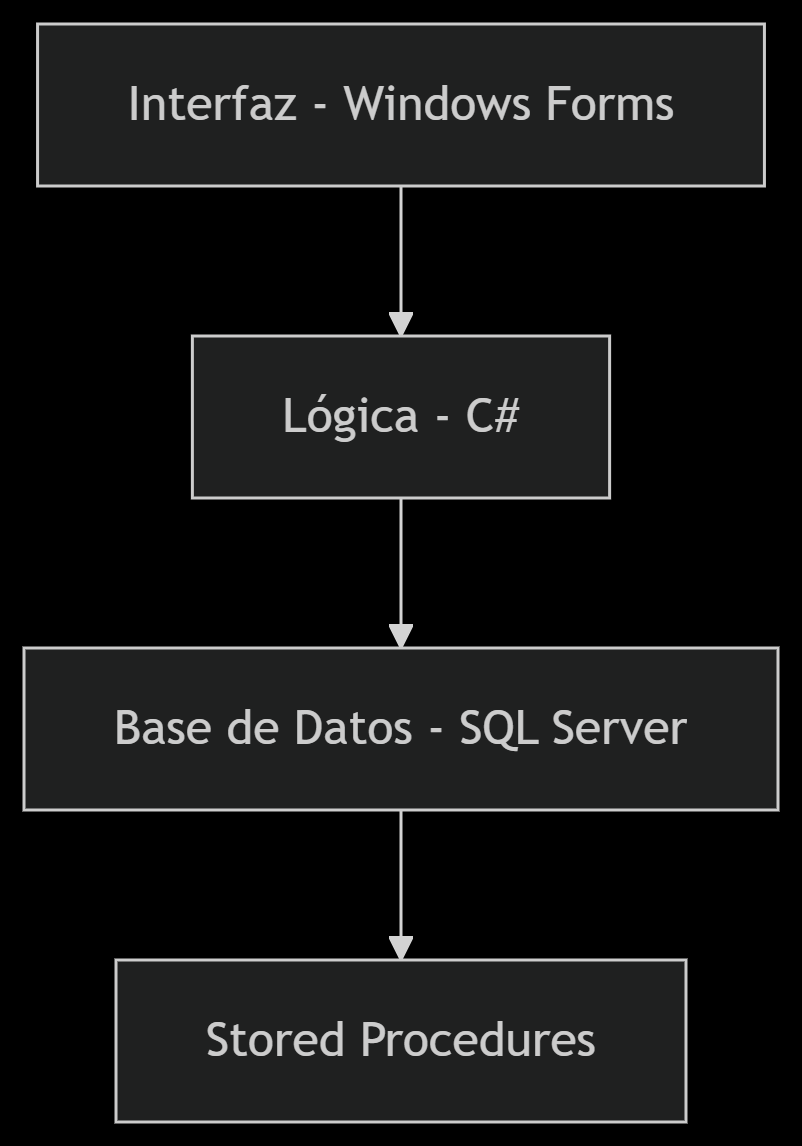 Interfaz - Windows Forms
Lógica - C#
Base de Datos - SQL Server
Stored Procedures